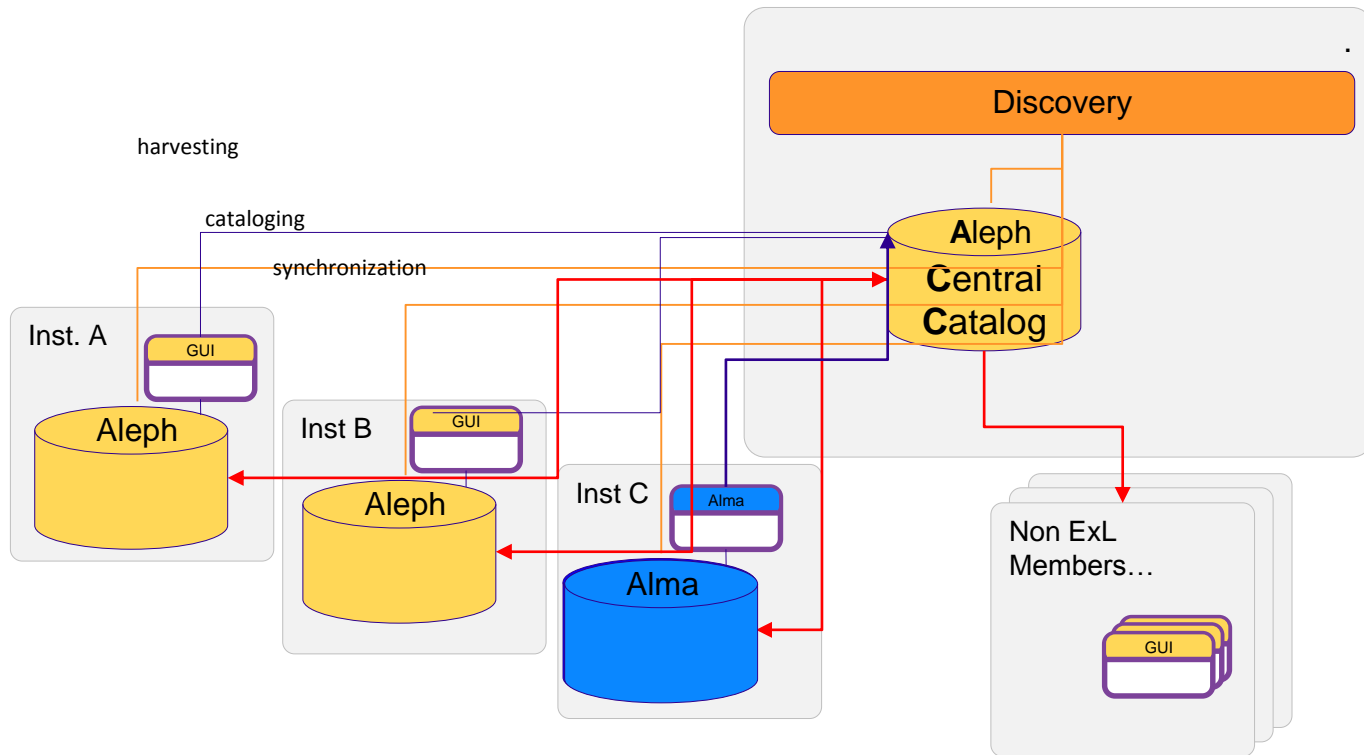 .
Discovery
harvesting
cataloging
synchronization
Aleph
Central
Catalog
Inst. A
GUI
Aleph
Inst B
GUI
Aleph
Inst C
Alma
Alma
Non ExL
Members…
GUI